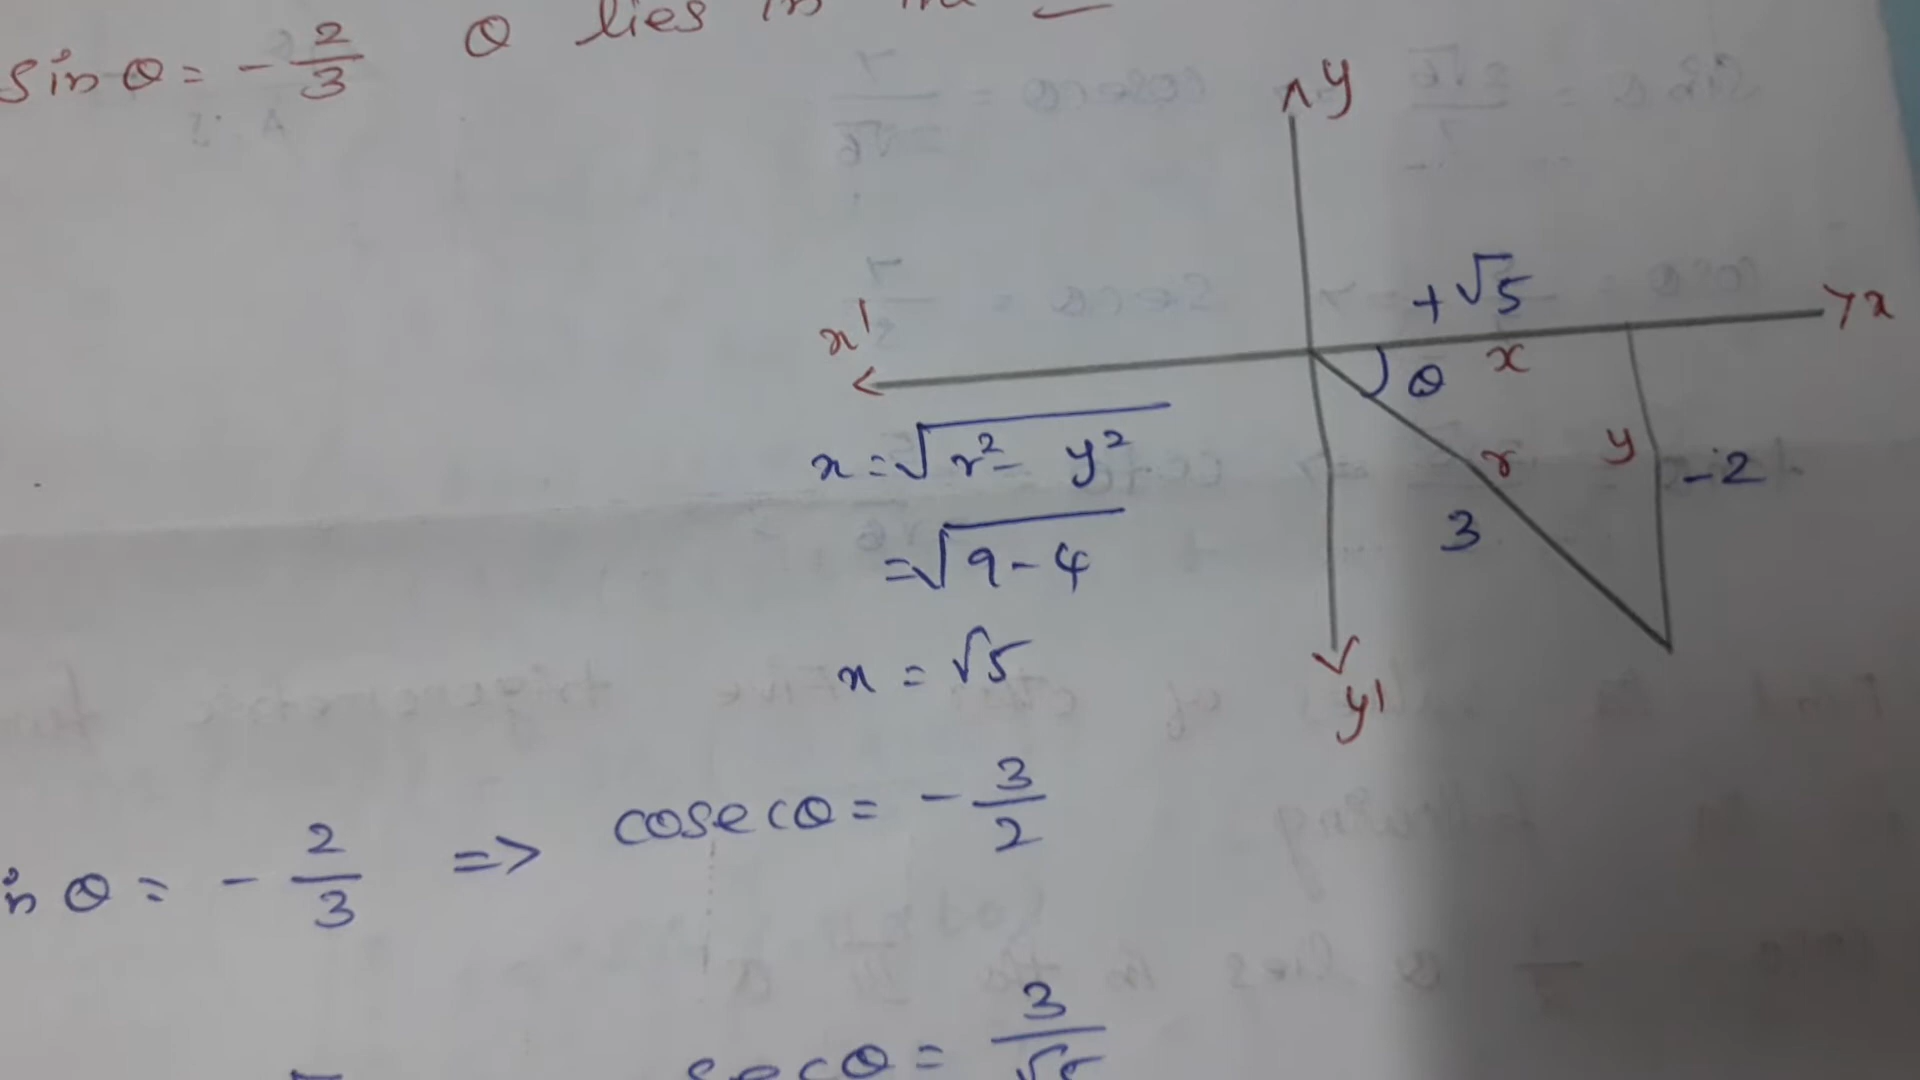 sin θ = - 2/3 θ lies in
y
+√5
x' x
θ x
x = √(r² - y²)
r y -2
3
= √(9 - 4)
x = √5
y'
n θ = - 2/3 => cosec θ = - 3/2
sec θ = 3/√5